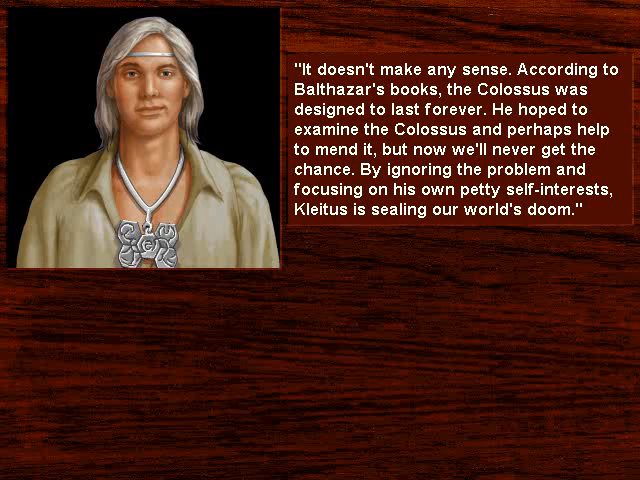 "It doesn't make any sense. According to
Balthazar's books, the Colossus was
designed to last forever. He hoped to
examine the Colossus and perhaps help
to mend it, but now we'll never get the
chance. By ignoring the problem and
focusing on his own petty self-interests,
Kleitus is sealing our world's doom."